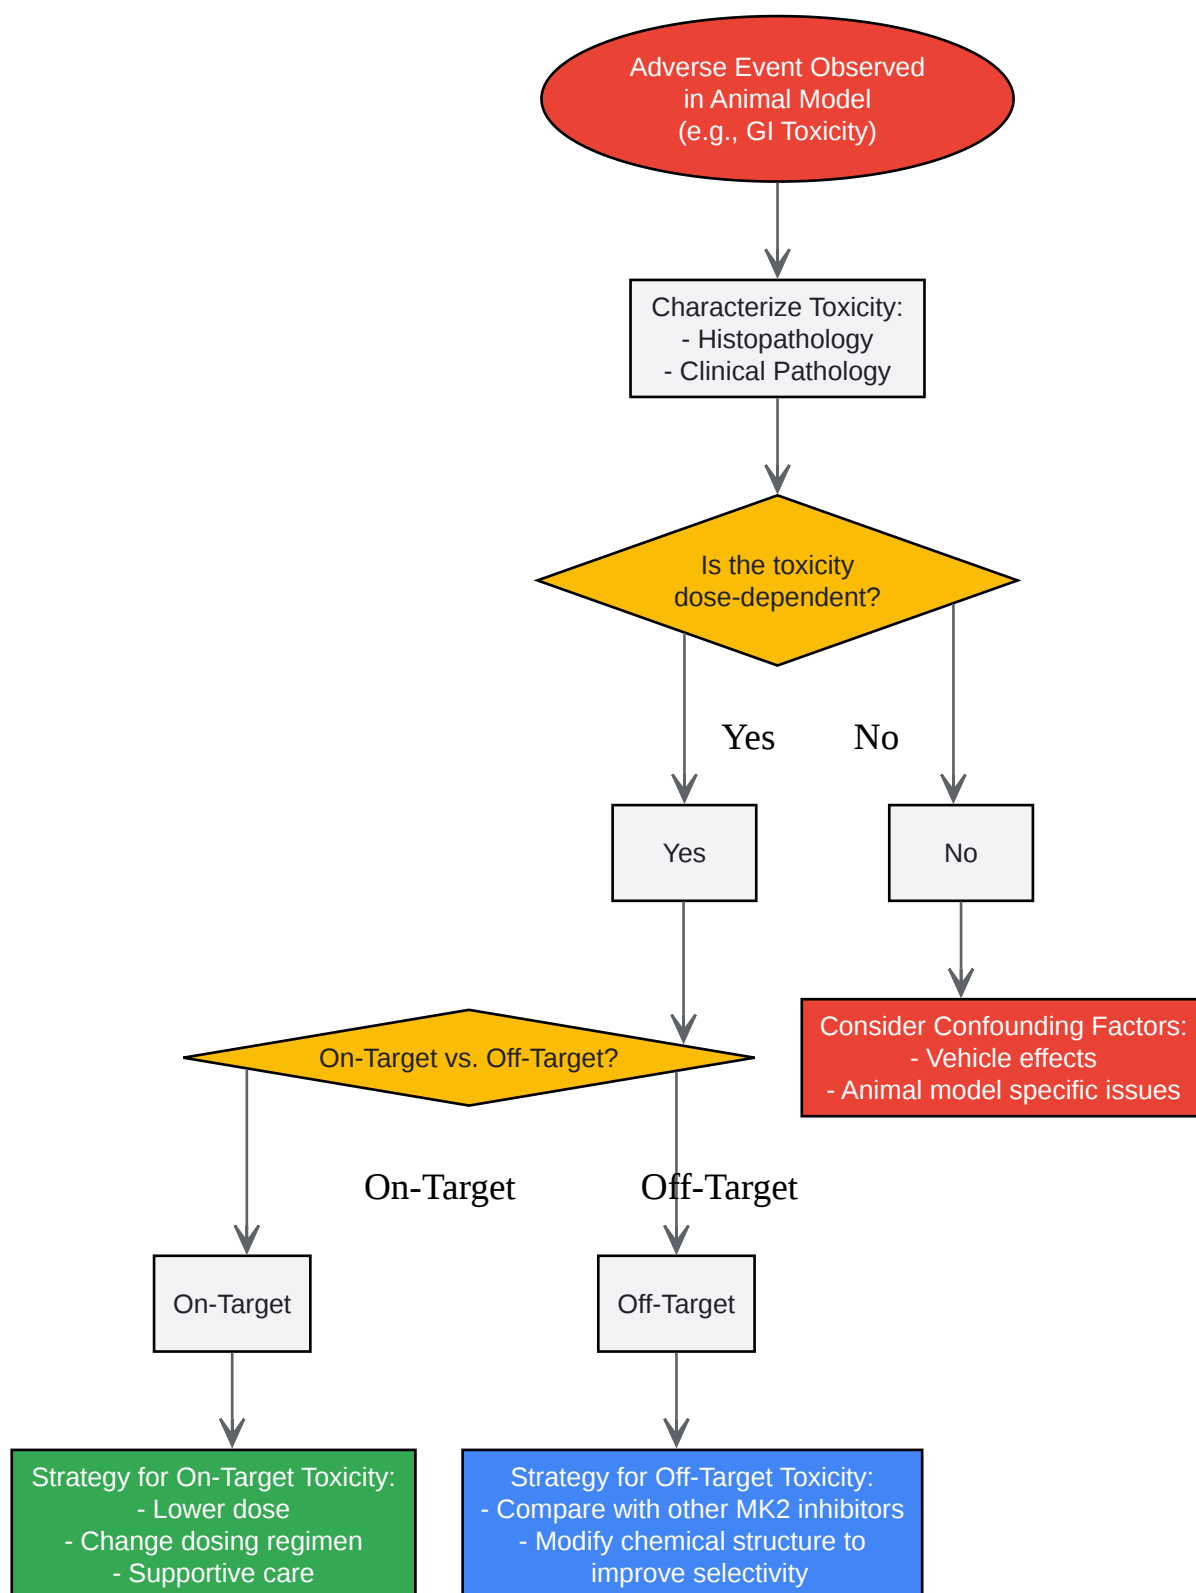 Adverse Event Observed
in Animal Model
(e.g., GI Toxicity)
Characterize Toxicity:
- Histopathology
- Clinical Pathology
Is the toxicity
dose-dependent?
Yes
No
Yes
No
Consider Confounding Factors:
- Vehicle effects
- Animal model specific issues
On-Target vs. Off-Target?
On-Target
Off-Target
On-Target
Off-Target
Strategy for On-Target Toxicity:
- Lower dose
- Change dosing regimen
- Supportive care
Strategy for Off-Target Toxicity:
- Compare with other MK2 inhibitors
- Modify chemical structure to
improve selectivity